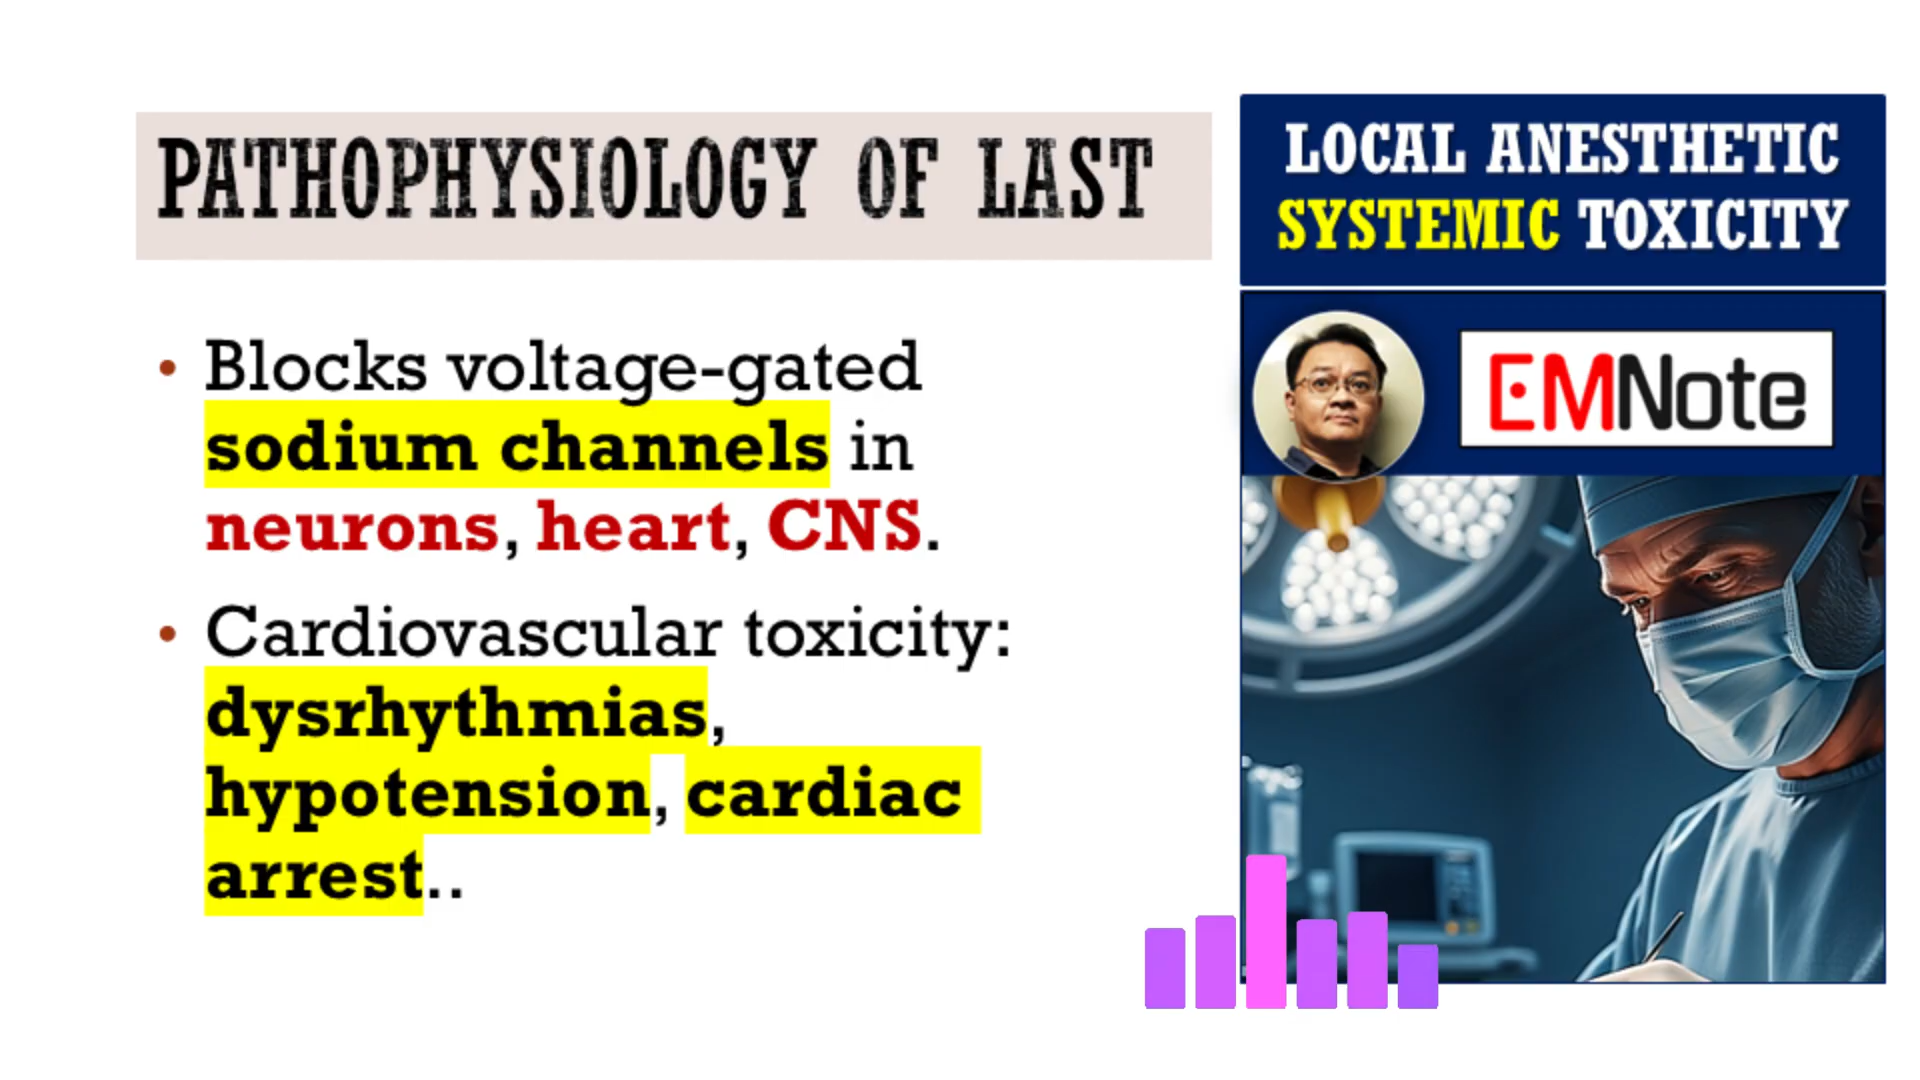 PATHOPHYSIOLOGY OF LAST
• Blocks voltage-gated
sodium channels in
neurons, heart, CNS.
• Cardiovascular toxicity:
dysrhythmias,
hypotension, cardiac
arrest..
LOCAL ANESTHETIC
SYSTEMIC TOXICITY
EMNote